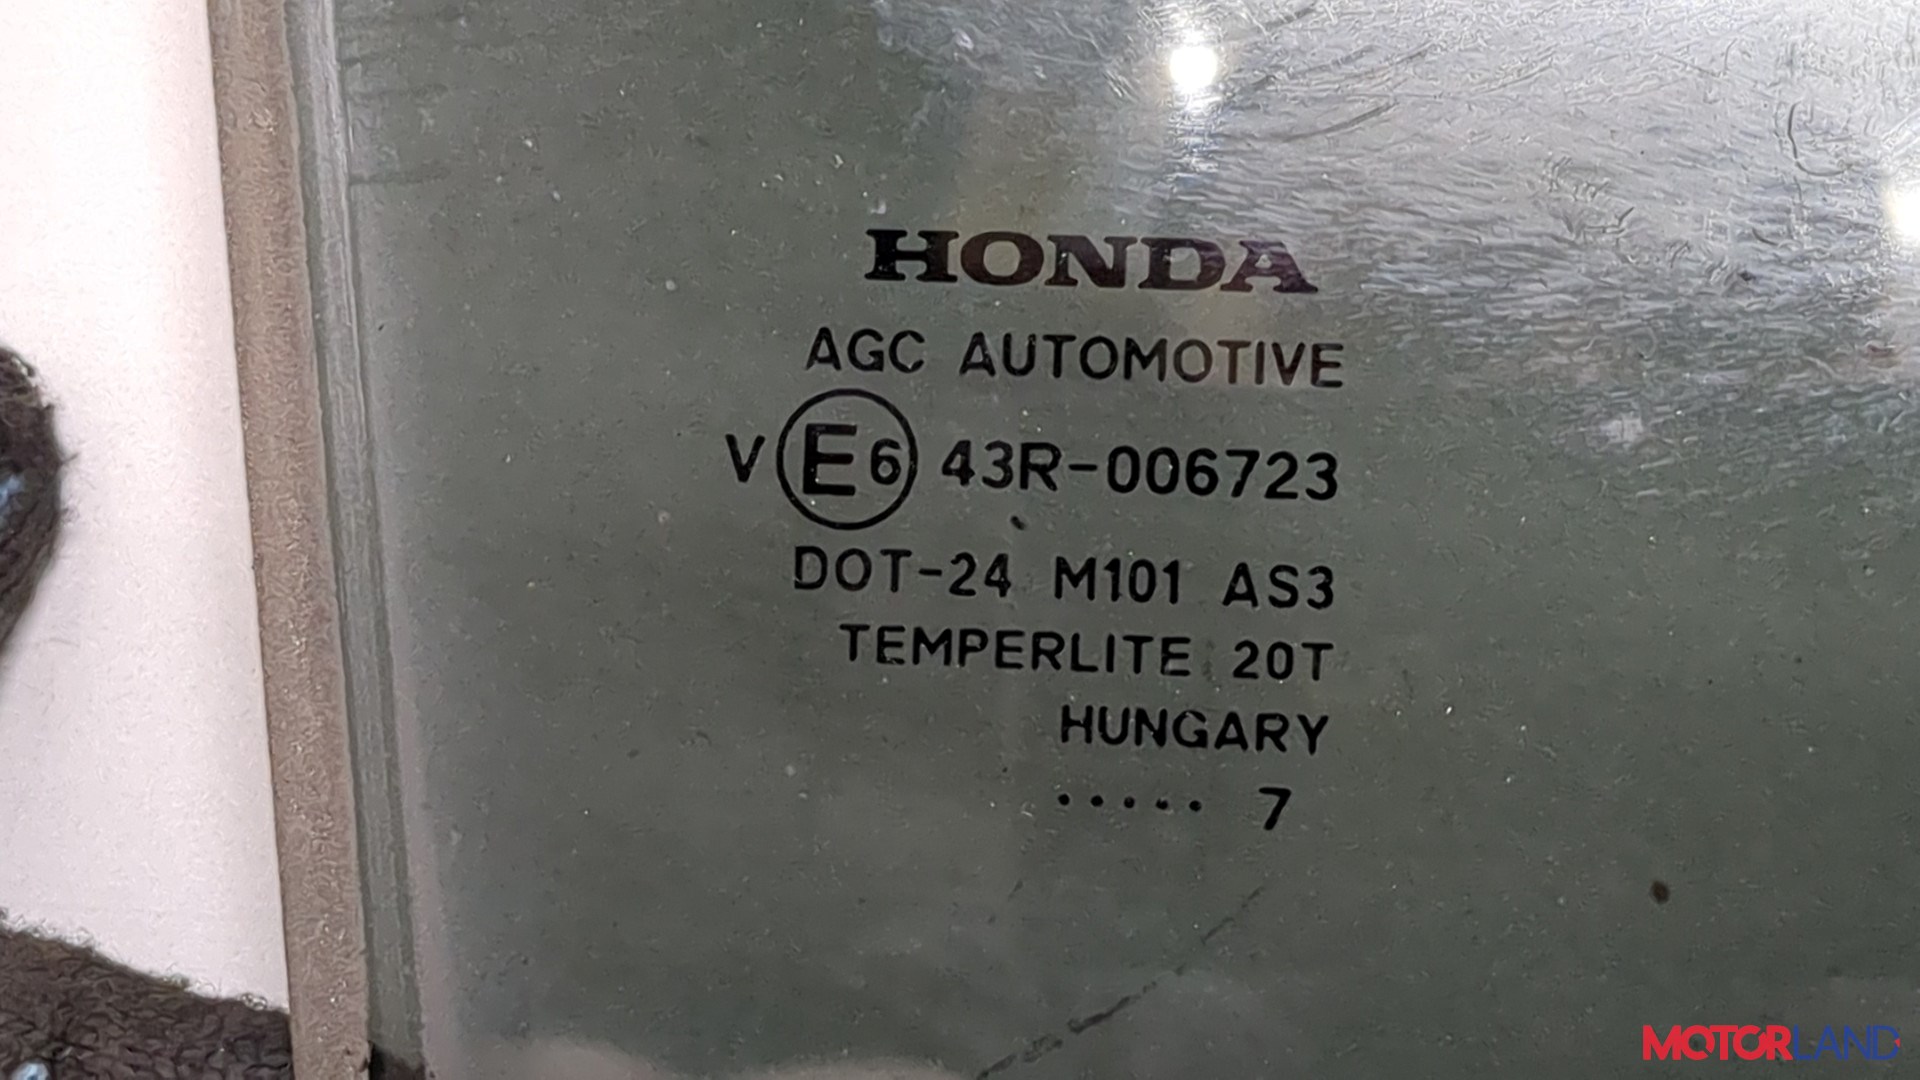 HONDA
AGC AUTOMOTIVE
V E6 43R-006723
DOT-24 M101 AS3
TEMPERLITE 20T
HUNGARY
..... 7
MOTORLAND